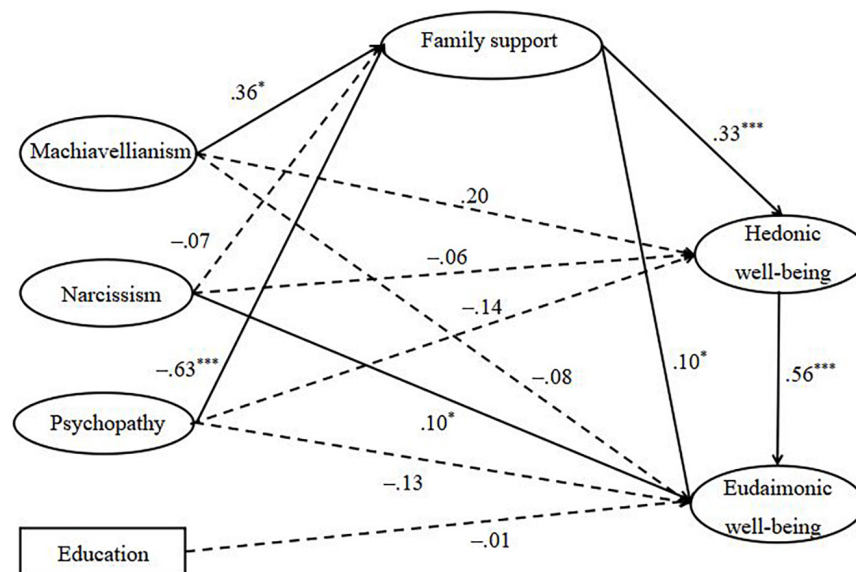 Family support
.36*
.33***
Machiavellianism
.20
Hedonic
well-being
–.07
–.06
Narcissism
–.14
–.63***
–.08
.10*
.56***
Psychopathy
.10*
–.13
Eudaimonic
well-being
–.01
Education